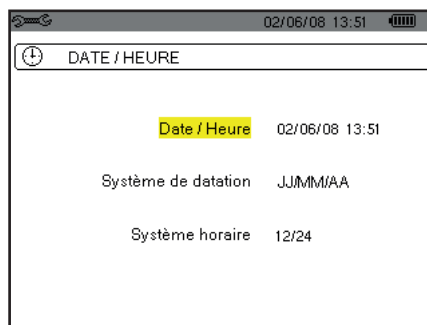 02/06/08 13:51
DATE / HEURE
Date / Heure 02/06/08 13:51
Système de datation JJ/MM/AA
Système horaire 12/24